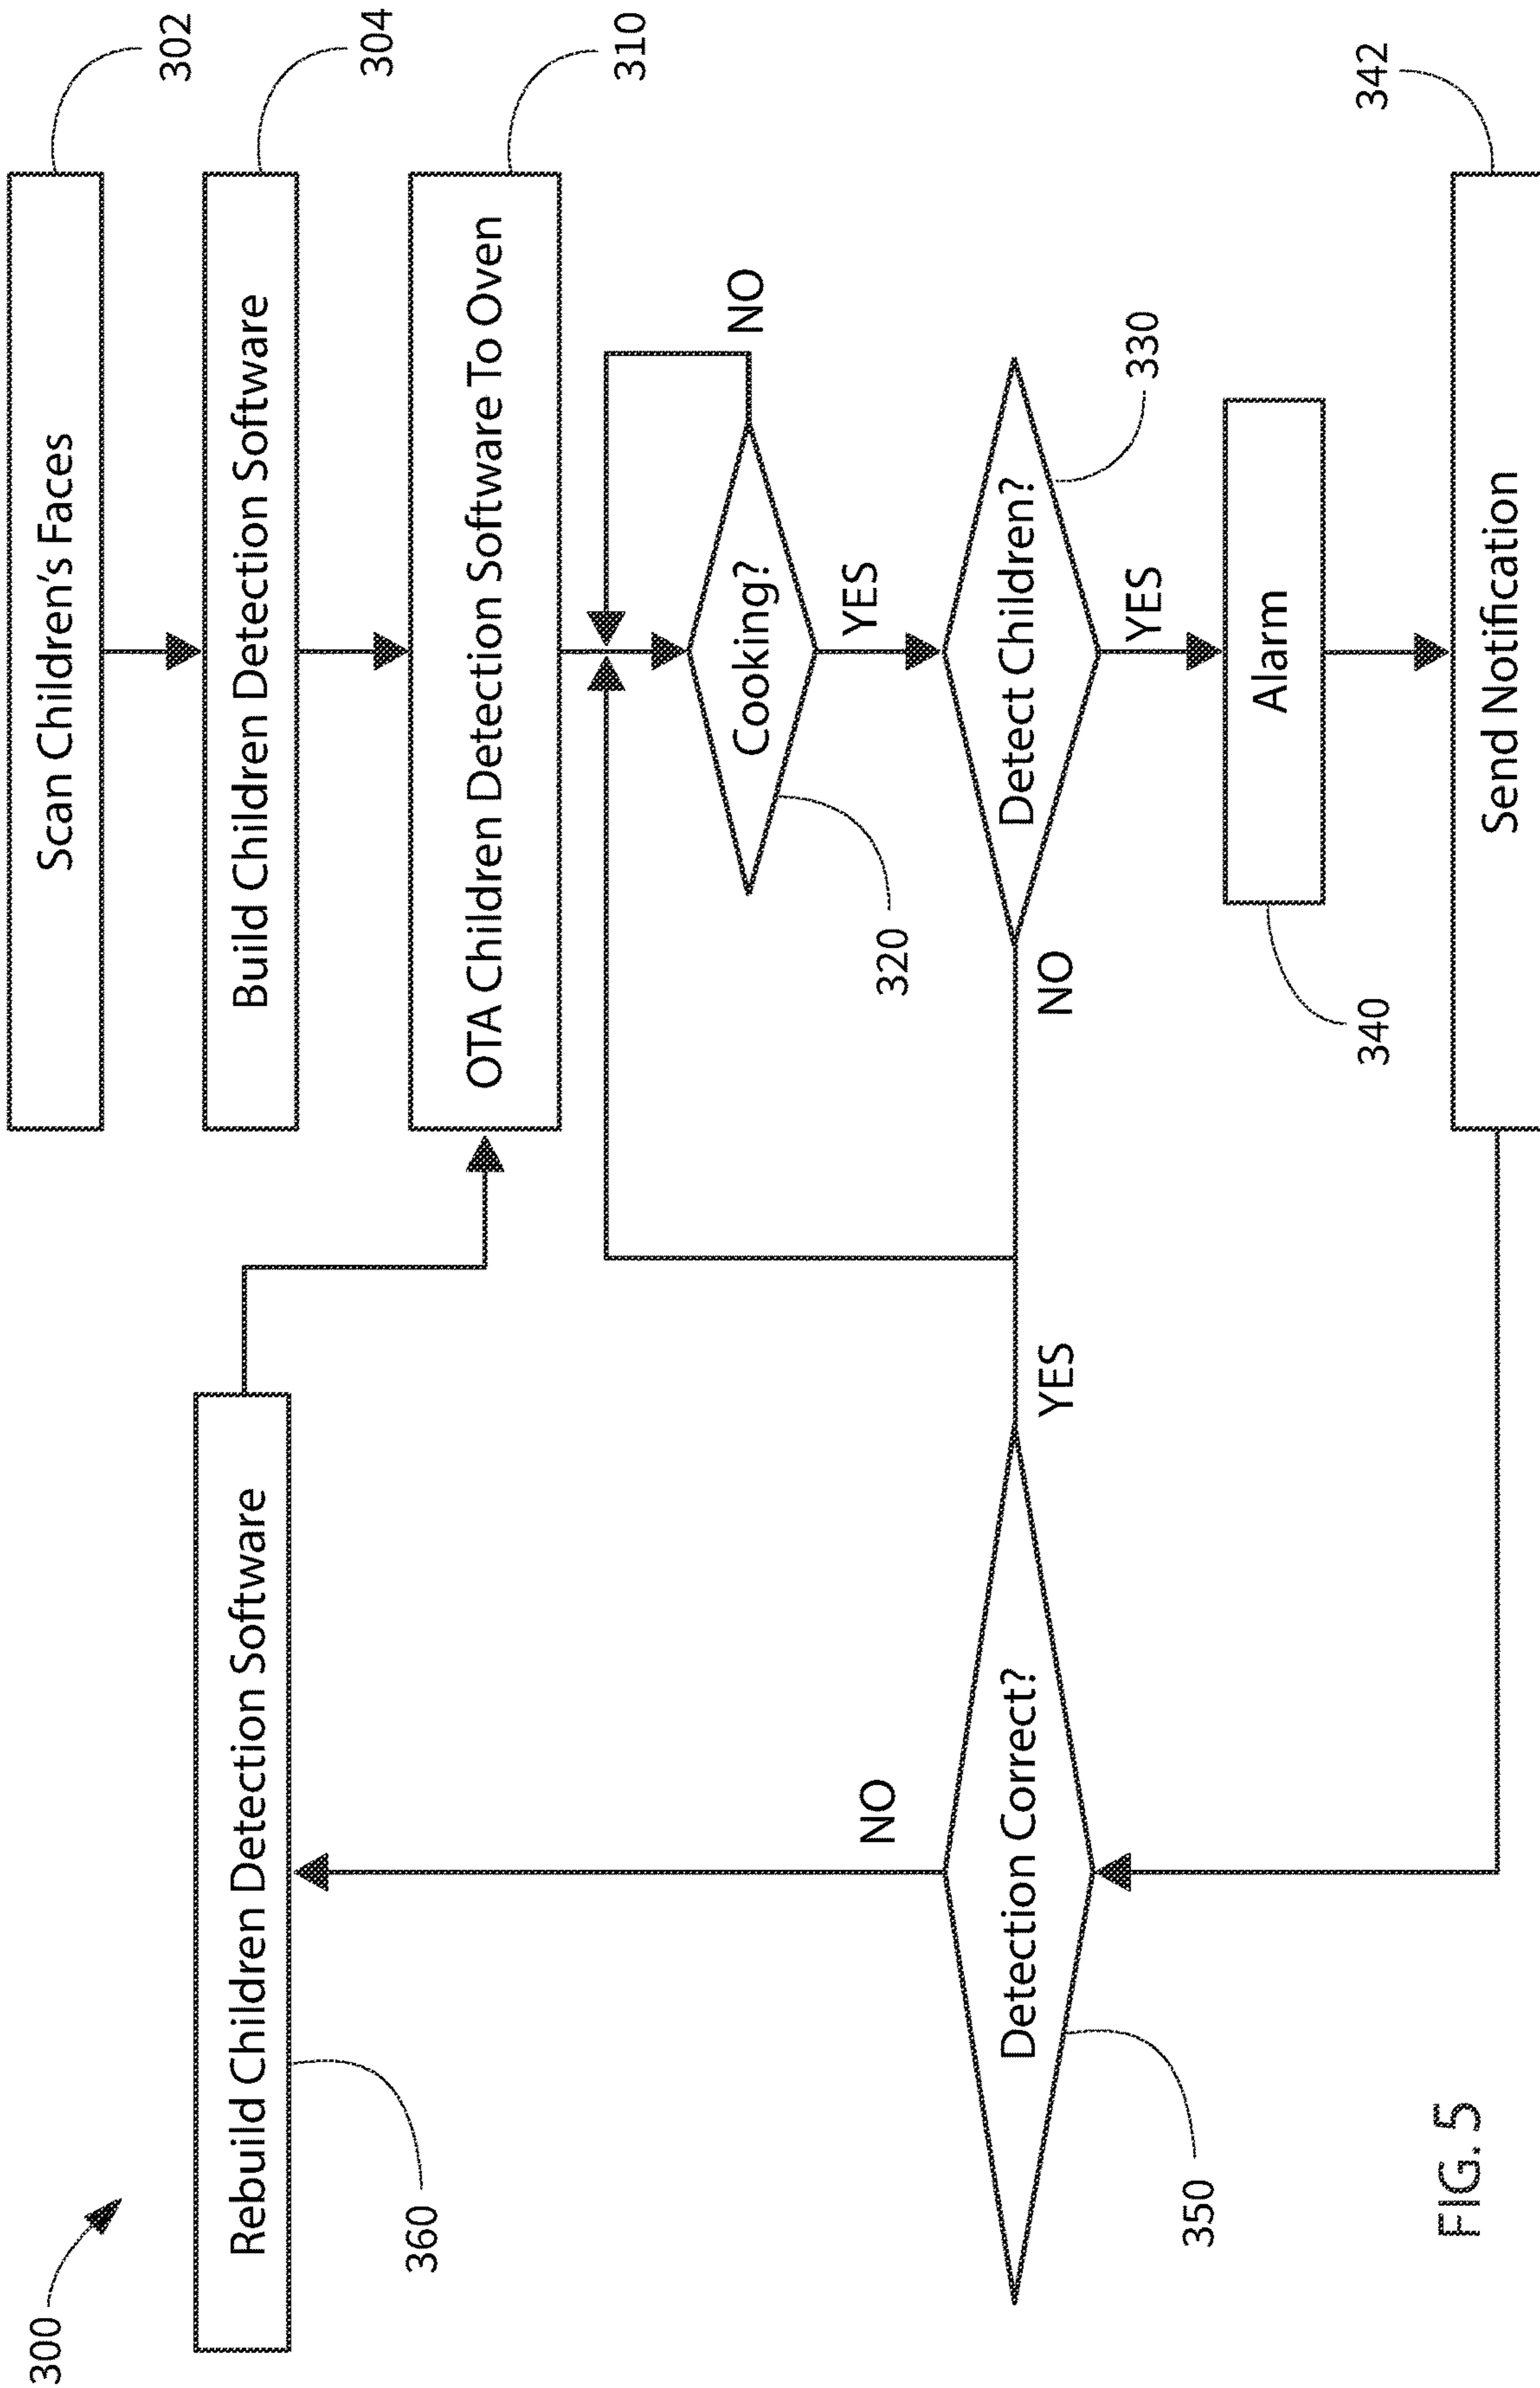 300
Scan Children's Faces
302
Rebuild Children Detection Software
360
Build Children Detection Software
304
OTA Children Detection Software To Oven
310
Cooking?
NO
320
YES
Detect Children?
330
NO
YES
Alarm
340
Send Notification
342
Detection Correct?
350
YES
NO
FIG. 5